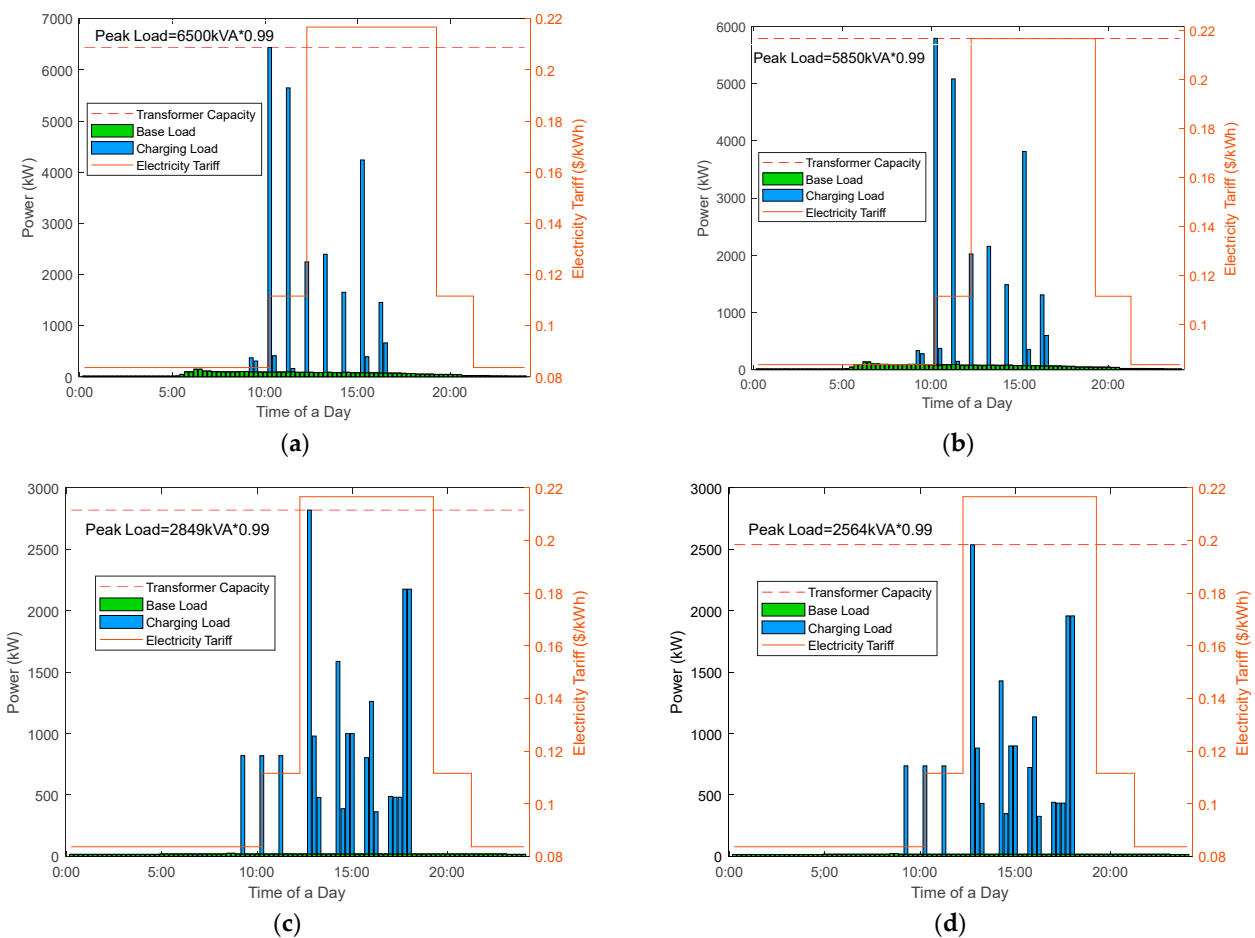 7000
6000
5000
4000
3000
2000
1000
0
Power (kW)
Peak Load=6500kVA*0.99
Transformer Capacity
Base Load
Charging Load
Electricity Tariff
0.22
0.2
0.18
0.16
0.14
0.12
0.1
0.08
Electricity Tariff ($/kWh)
0:00 5:00 10:00 15:00 20:00
Time of a Day
(a)
6000
5000
4000
3000
2000
1000
0
Power (kW)
Peak Load=5850kVA*0.99
Transformer Capacity
Base Load
Charging Load
Electricity Tariff
0.22
0.2
0.18
0.16
0.14
0.12
0.1
Electricity Tariff ($/kWh)
0:00 5:00 10:00 15:00 20:00
Time of a Day
(b)
3000
2500
2000
1500
1000
500
0
Power (kW)
Peak Load=2849kVA*0.99
Transformer Capacity
Base Load
Charging Load
Electricity Tariff
0.22
0.2
0.18
0.16
0.14
0.12
0.1
0.08
Electricity Tariff ($/kWh)
0:00 5:00 10:00 15:00 20:00
Time of a Day
(c)
3000
2500
2000
1500
1000
500
0
Power (kW)
Peak Load=2564kVA*0.99
Transformer Capacity
Base Load
Charging Load
Electricity Tariff
0.22
0.2
0.18
0.16
0.14
0.12
0.1
0.08
Electricity Tariff ($/kWh)
0:00 5:00 10:00 15:00 20:00
Time of a Day
(d)